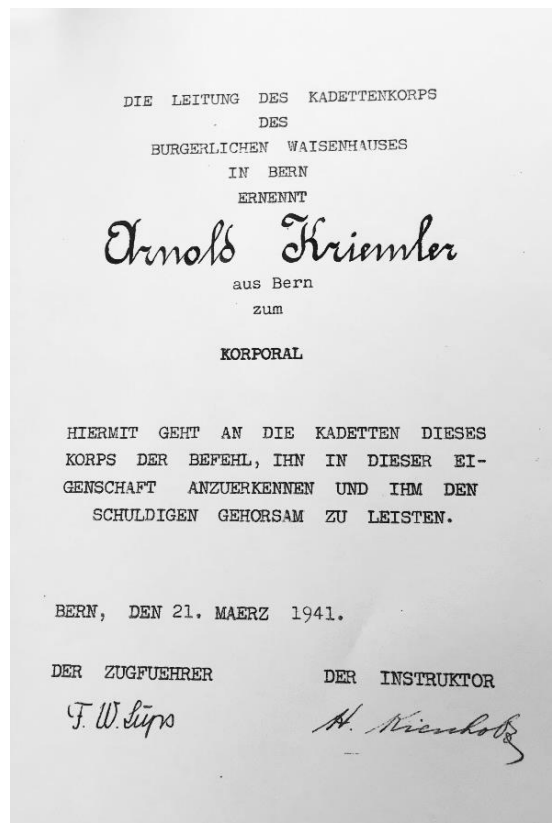 DIE LEITUNG DES KADETTENKORPS
DES
BURGERLICHEN WAISENHAUSES
IN BERN
ERNENNT
Arnold Kriemler
aus Bern
zum
KORPORAL
HIERMIT GEHT AN DIE KADETTEN DIESES
KORPS DER BEFEHL, IHN IN DIESER EI-
GENSCHAFT ANZUERKENNEN UND IHM DEN
SCHULDIGEN GEHORSAM ZU LEISTEN.
BERN, DEN 21. MAERZ 1941.
DER ZUGFUEHRER DER INSTRUKTOR
F. W. H. Kienholz